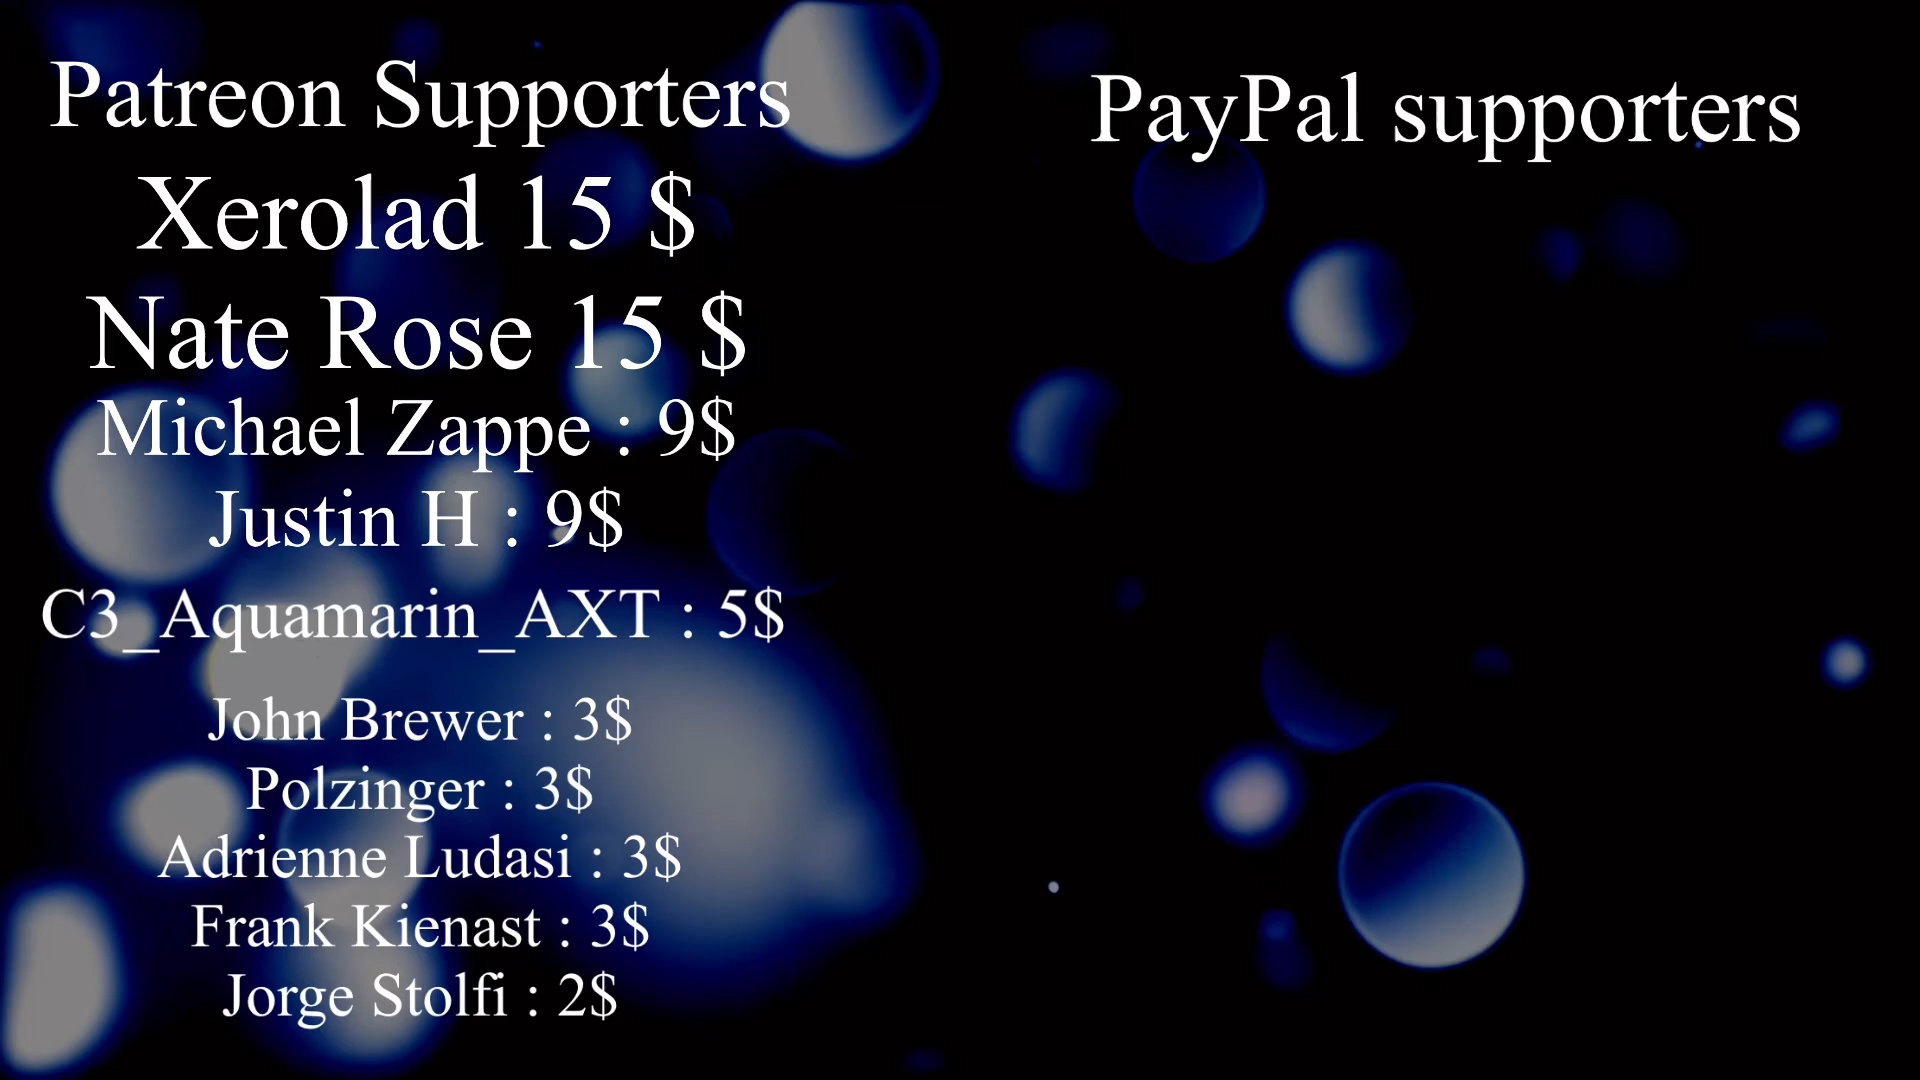 Patreon Supporters
Xerolad 15 $
Nate Rose 15 $
Michael Zappe : 9$
Justin H : 9$
C3_Aquamarin_AXT : 5$
John Brewer : 3$
Polzinger : 3$
Adrienne Ludasi : 3$
Frank Kienast : 3$
Jorge Stolfi : 2$
PayPal supporters